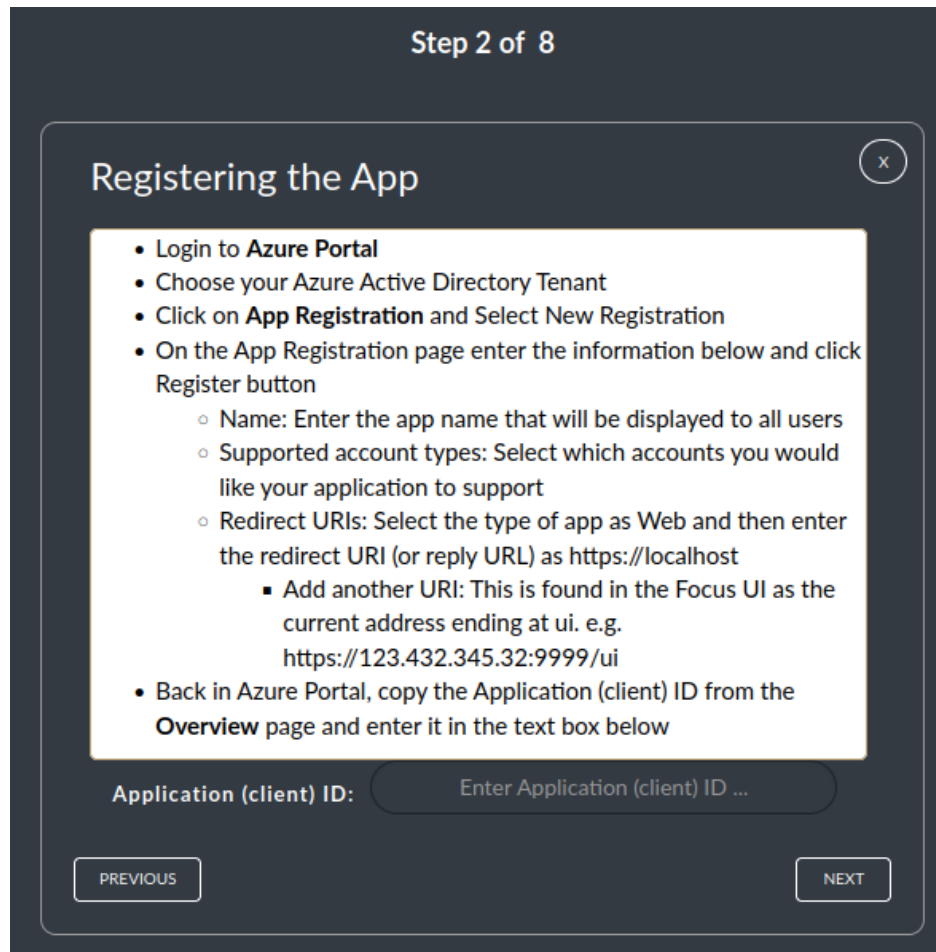 Step 2 of 8
Registering the App
x
• Login to Azure Portal
• Choose your Azure Active Directory Tenant
• Click on App Registration and Select New Registration
• On the App Registration page enter the information below and click
Register button
◦ Name: Enter the app name that will be displayed to all users
◦ Supported account types: Select which accounts you would
like your application to support
◦ Redirect URIs: Select the type of app as Web and then enter
the redirect URI (or reply URL) as https://localhost
▪ Add another URI: This is found in the Focus UI as the
current address ending at ui. e.g.
https://123.432.345.32:9999/ui
• Back in Azure Portal, copy the Application (client) ID from the
Overview page and enter it in the text box below
Application (client) ID: Enter Application (client) ID ...
PREVIOUS NEXT